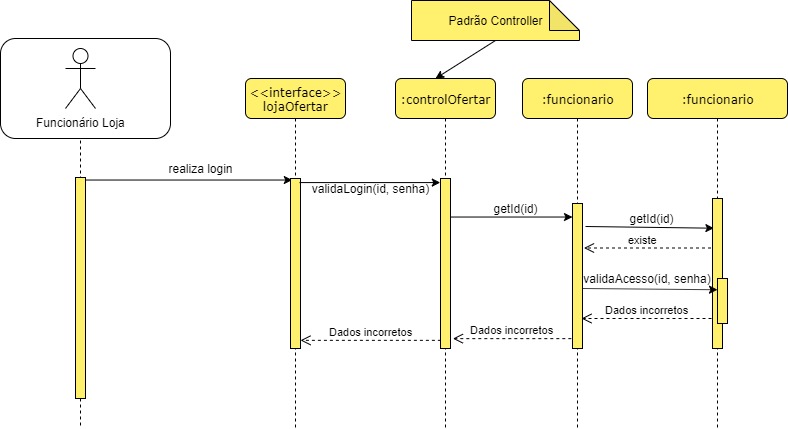 Padrão Controller
Funcionário Loja
<<interface>>
lojaOfertar
:controlOfertar
:funcionario
:funcionario
realiza login
validaLogin(id, senha)
getId(id)
getId(id)
existe
validaAcesso(id, senha)
Dados incorretos
Dados incorretos
Dados incorretos